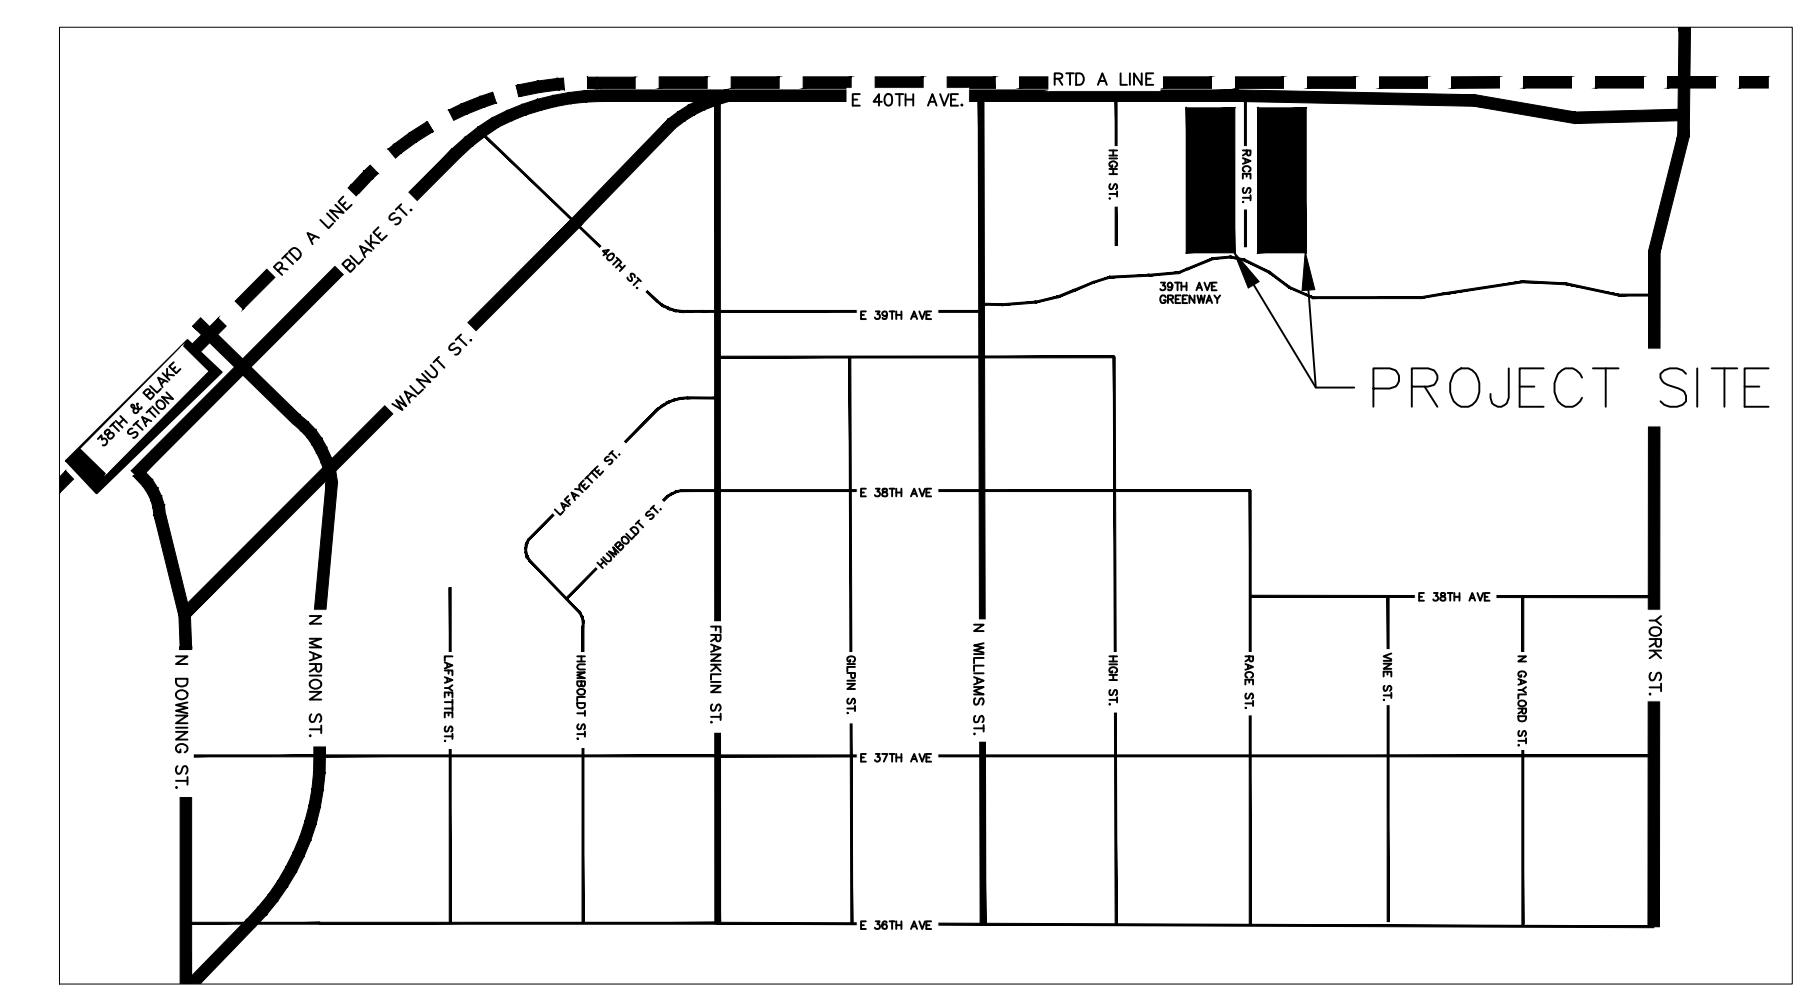 RTD A LINE
E 40TH AVE.
HIGH ST.
RACE ST.
RTD A LINE
BLAKE ST.
40TH ST.
39TH AVE
GREENWAY
E 39TH AVE
WALNUT ST.
38TH & BLAKE
STATION
PROJECT SITE
LAFAYETTE ST.
E 38TH AVE
HUMBOLDT ST.
E 38TH AVE
N DOWNING ST.
N MARION ST.
LAFAYETTE ST.
HUMBOLDT ST.
FRANKLIN ST.
GILPIN ST.
N WILLIAMS ST.
HIGH ST.
RACE ST.
VINE ST.
N GAYLORD ST.
YORK ST.
E 37TH AVE
E 36TH AVE